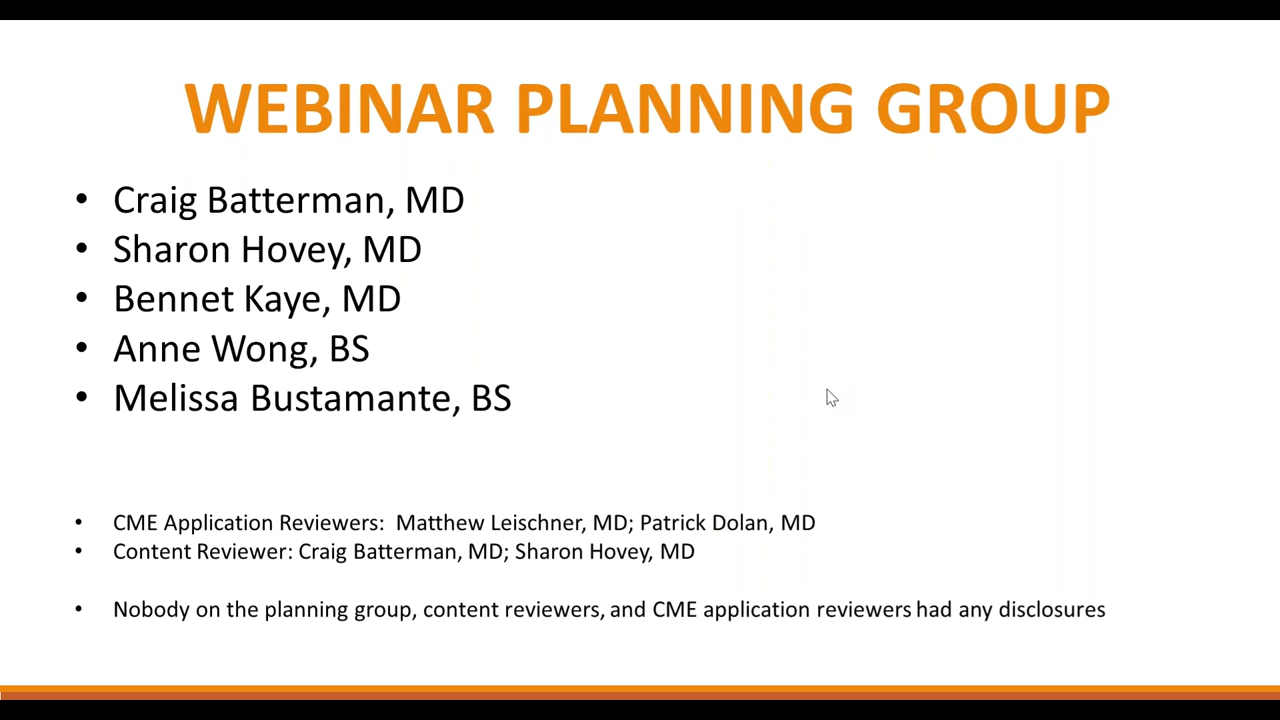 WEBINAR PLANNING GROUP
• Craig Batterman, MD
• Sharon Hovey, MD
• Bennet Kaye, MD
• Anne Wong, BS
• Melissa Bustamante, BS
• CME Application Reviewers: Matthew Leischner, MD; Patrick Dolan, MD
• Content Reviewer: Craig Batterman, MD; Sharon Hovey, MD
• Nobody on the planning group, content reviewers, and CME application reviewers had any disclosures